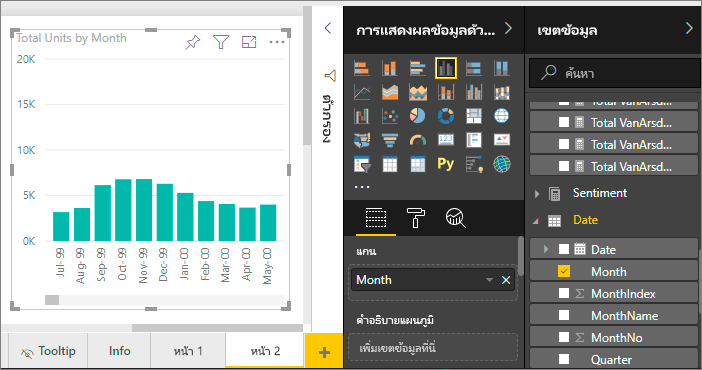 Total Units by Month
20K
15K
10K
5K
0K
Jul-99
Aug-99
Sep-99
Oct-99
Nov-99
Dec-99
Jan-00
Feb-00
Mar-00
Apr-00
May-00
Tooltip
Info
หน้า 1
หน้า 2
+
ตัวกรอง
การแสดงผลข้อมูลด้ว...
Py
แกน
Month
คำอธิบายแผนภูมิ
เพิ่มเขตข้อมูลที่นี่
เขตข้อมูล
ค้นหา
Total VanArsd...
Total VanArsd...
Total VanArsd...
Total VanArsd...
Sentiment
Date
Date
Month
MonthIndex
MonthName
MonthNo
Quarter